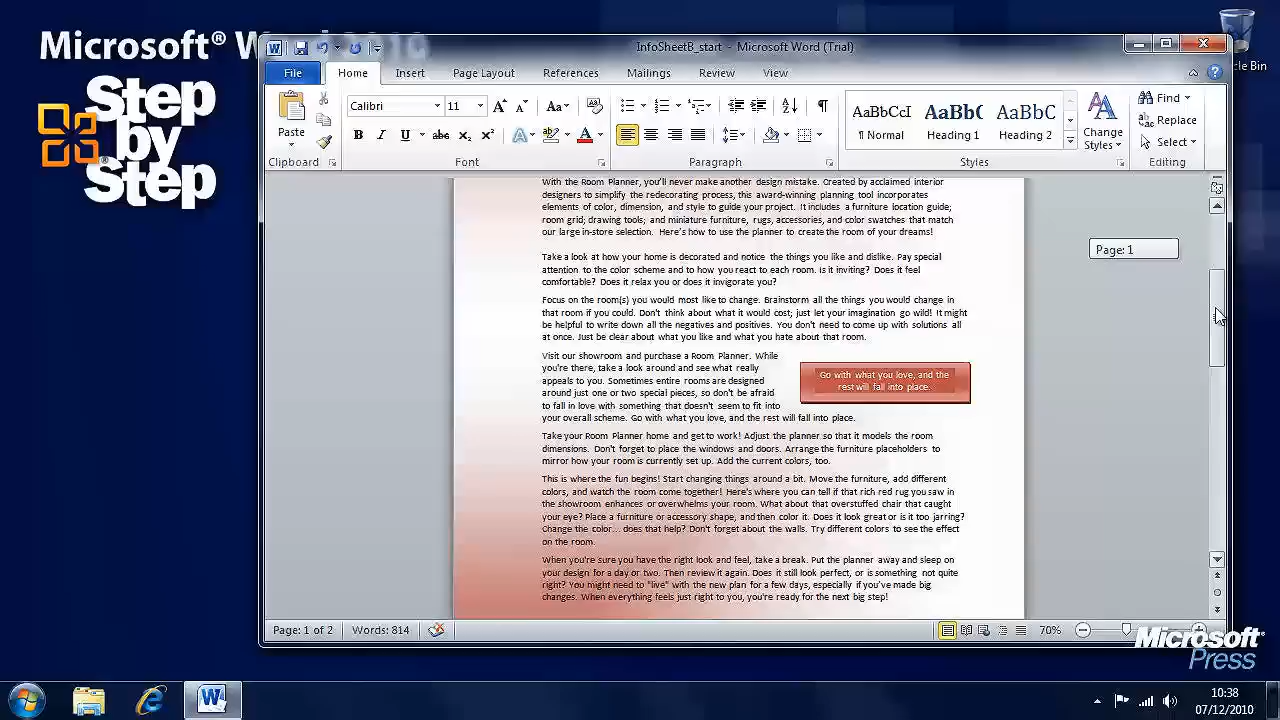 Microsoft® W
Step
by
Step
InfoSheetB_start - Microsoft Word (Trial)
File
Home
Insert
Page Layout
References
Mailings
Review
View
Calibri
11
Paste
AaBbCcI
AaBbC
AaBbC
¶ Normal
Heading 1
Heading 2
Change
Styles
Find
Replace
Select
Clipboard
Font
Paragraph
Styles
Editing
With the Room Planner, you'll never make another design mistake. Created by acclaimed interior
designers to simplify the redecorating process, this award-winning planning tool incorporates
elements of color, dimension, and style to guide your project. It includes a furniture location guide;
room grid; drawing tools; and miniature furniture, rugs, accessories, and color swatches that match
our large in-store selection. Here's how to use the planner to create the room of your dreams!
Take a look at how your home is decorated and notice the things you like and dislike. Pay special
attention to the color scheme and to how you react to each room. Is it inviting? Does it feel
comfortable? Does it relax you or does it invigorate you?
Focus on the room(s) you would most like to change. Brainstorm all the things you would change in
that room if you could. Don't think about what it would cost; just let your imagination go wild! It might
be helpful to write down all the negatives and positives. You don't need to come up with solutions all
at once. Just be clear about what you like and what you hate about that room.
Visit our showroom and purchase a Room Planner. While
you're there, take a look around and see what really
appeals to you. Sometimes entire rooms are designed
around just one or two special pieces, so don't be afraid
to fall in love with something that doesn't seem to fit into
your overall scheme. Go with what you love, and the rest will fall into place.
Go with what you love, and the
rest will fall into place.
Take your Room Planner home and get to work! Adjust the planner so that it models the room
dimensions. Don't forget to place the windows and doors. Arrange the furniture placeholders to
mirror how your room is currently set up. Add the current colors, too.
This is where the fun begins! Start changing things around a bit. Move the furniture, add different
colors, and watch the room come together! Here's where you can tell if that rich red rug you saw in
the showroom enhances or overwhelms your room. What about that overstuffed chair that caught
your eye? Place a furniture or accessory shape, and then color it. Does it look great or is it too jarring?
Change the color... does that help? Don't forget about the walls. Try different colors to see the effect
on the room.
When you're sure you have the right look and feel, take a break. Put the planner away and sleep on
your design for a day or two. Then review it again. Does it still look perfect, or is something not quite
right? You might need to "live" with the new plan for a few days, especially if you've made big
changes. When everything feels just right to you, you're ready for the next big step!
Page: 1
Page: 1 of 2
Words: 814
70%
Microsoft
Press
cle Bin
10:38
07/12/2010